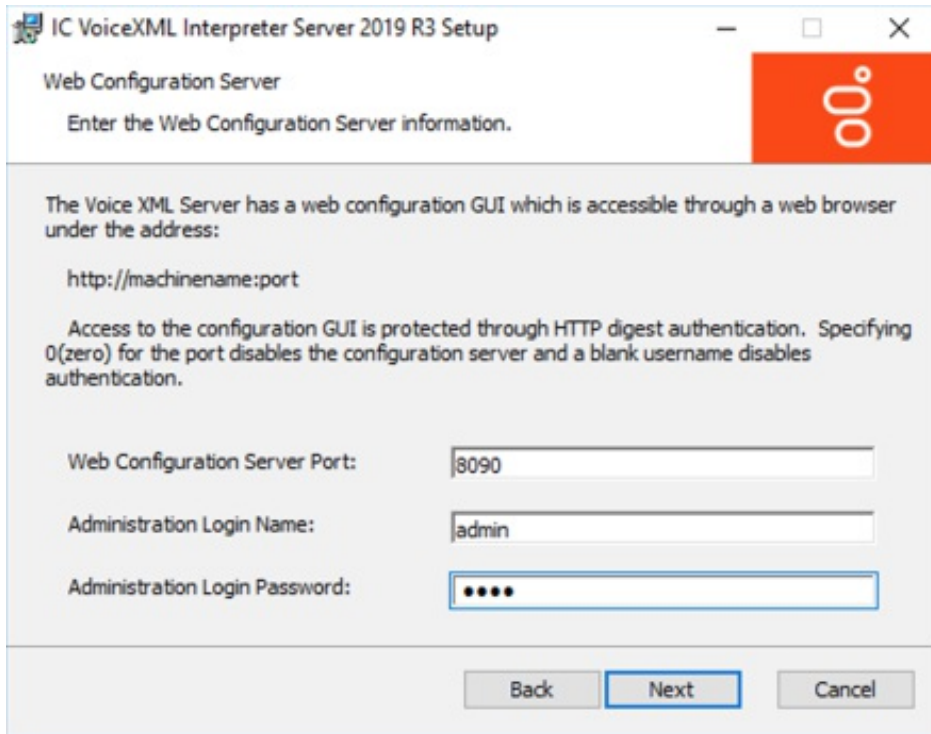 IC VoiceXML Interpreter Server 2019 R3 Setup
Web Configuration Server
Enter the Web Configuration Server information.
The Voice XML Server has a web configuration GUI which is accessible through a web browser
under the address:
http://machinename:port
Access to the configuration GUI is protected through HTTP digest authentication.  Specifying
0(zero) for the port disables the configuration server and a blank username disables
authentication.
Web Configuration Server Port: 8090
Administration Login Name: admin
Administration Login Password: ••••
Back Next Cancel